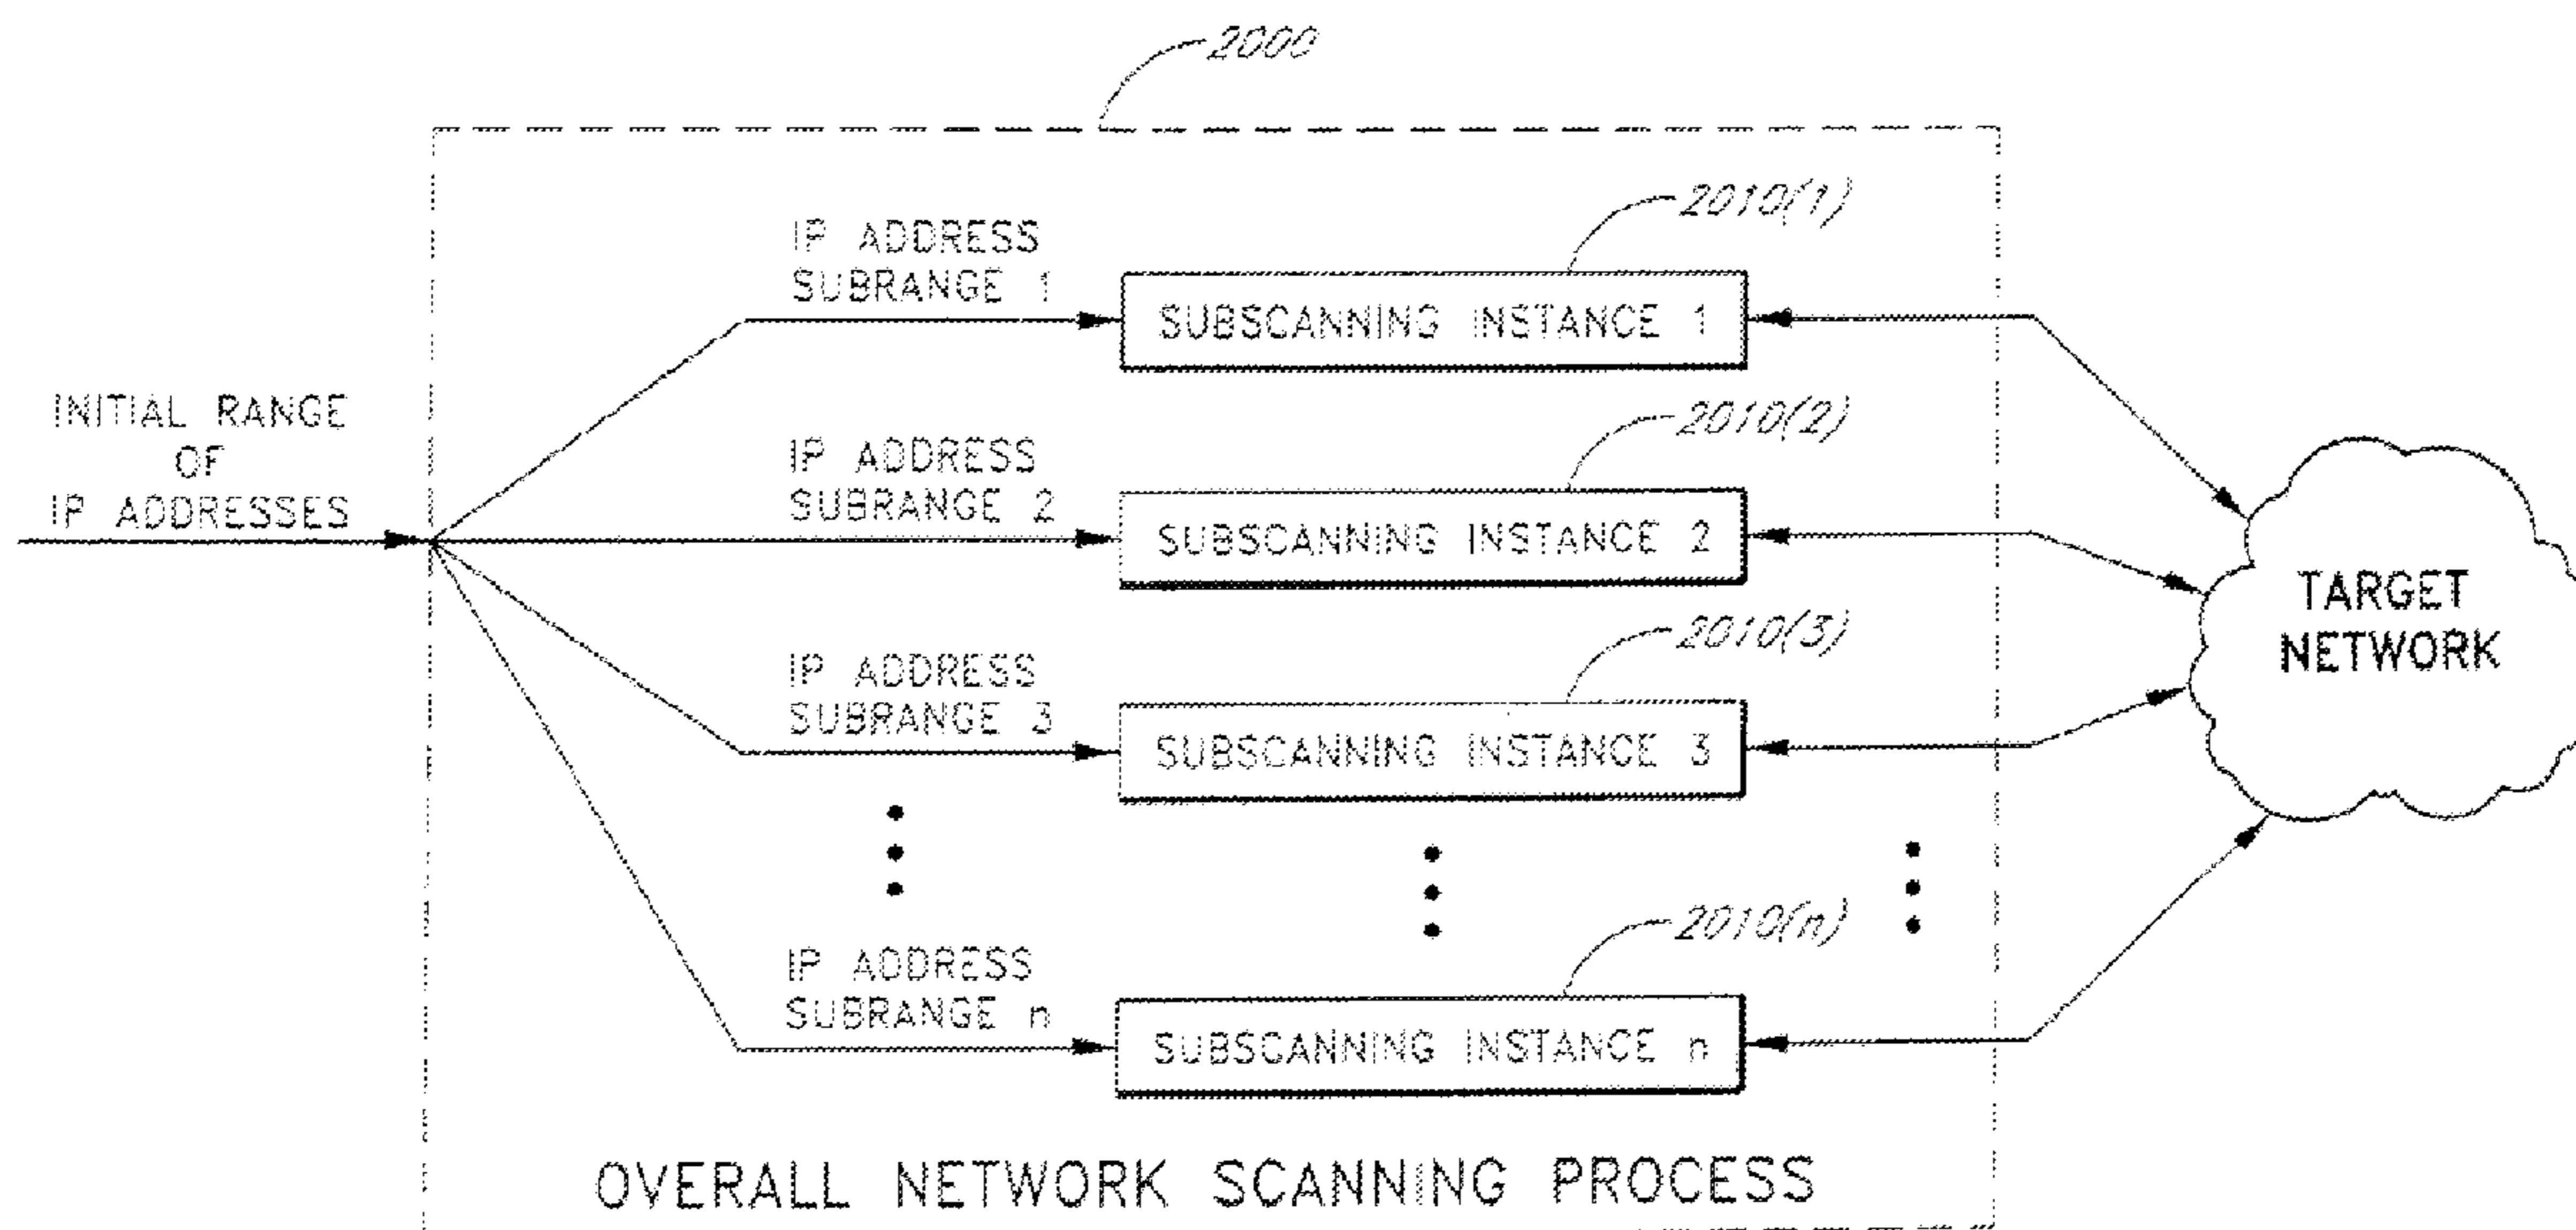 2000
2010(1)
IP ADDRESS
SUBRANGE 1
SUBSCANNING INSTANCE 1
INITIAL RANGE
OF
IP ADDRESSES
2010(2)
IP ADDRESS
SUBRANGE 2
SUBSCANNING INSTANCE 2
TARGET
NETWORK
2010(3)
IP ADDRESS
SUBRANGE 3
SUBSCANNING INSTANCE 3
2010(n)
IP ADDRESS
SUBRANGE n
SUBSCANNING INSTANCE n
OVERALL NETWORK SCANNING PROCESS